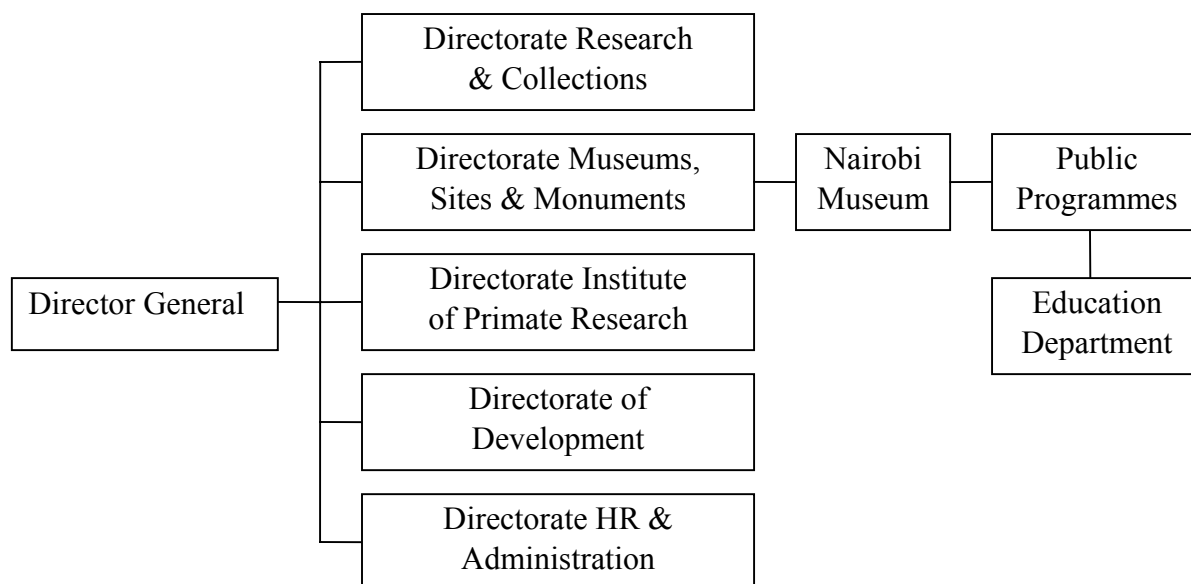 Directorate Research
& Collections
Directorate Museums,
Sites & Monuments
Nairobi
Museum
Public
Programmes
Director General
Directorate Institute
of Primate Research
Education
Department
Directorate of
Development
Directorate HR &
Administration